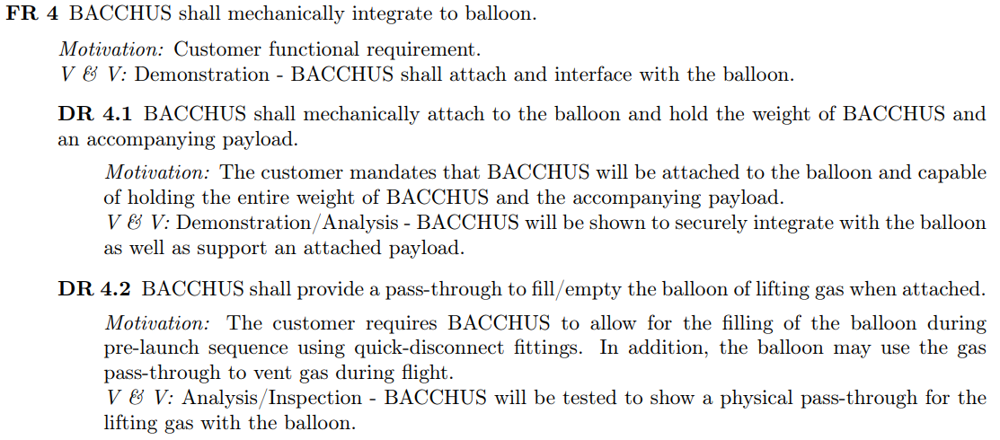 FR 4 BACCHUS shall mechanically integrate to balloon.
Motivation: Customer functional requirement.
V & V: Demonstration - BACCHUS shall attach and interface with the balloon.
DR 4.1 BACCHUS shall mechanically attach to the balloon and hold the weight of BACCHUS and
an accompanying payload.
Motivation: The customer mandates that BACCHUS will be attached to the balloon and capable
of holding the entire weight of BACCHUS and the accompanying payload.
V & V: Demonstration/Analysis - BACCHUS will be shown to securely integrate with the balloon
as well as support an attached payload.
DR 4.2 BACCHUS shall provide a pass-through to fill/empty the balloon of lifting gas when attached.
Motivation: The customer requires BACCHUS to allow for the filling of the balloon during
pre-launch sequence using quick-disconnect fittings. In addition, the balloon may use the gas
pass-through to vent gas during flight.
V & V: Analysis/Inspection - BACCHUS will be tested to show a physical pass-through for the
lifting gas with the balloon.